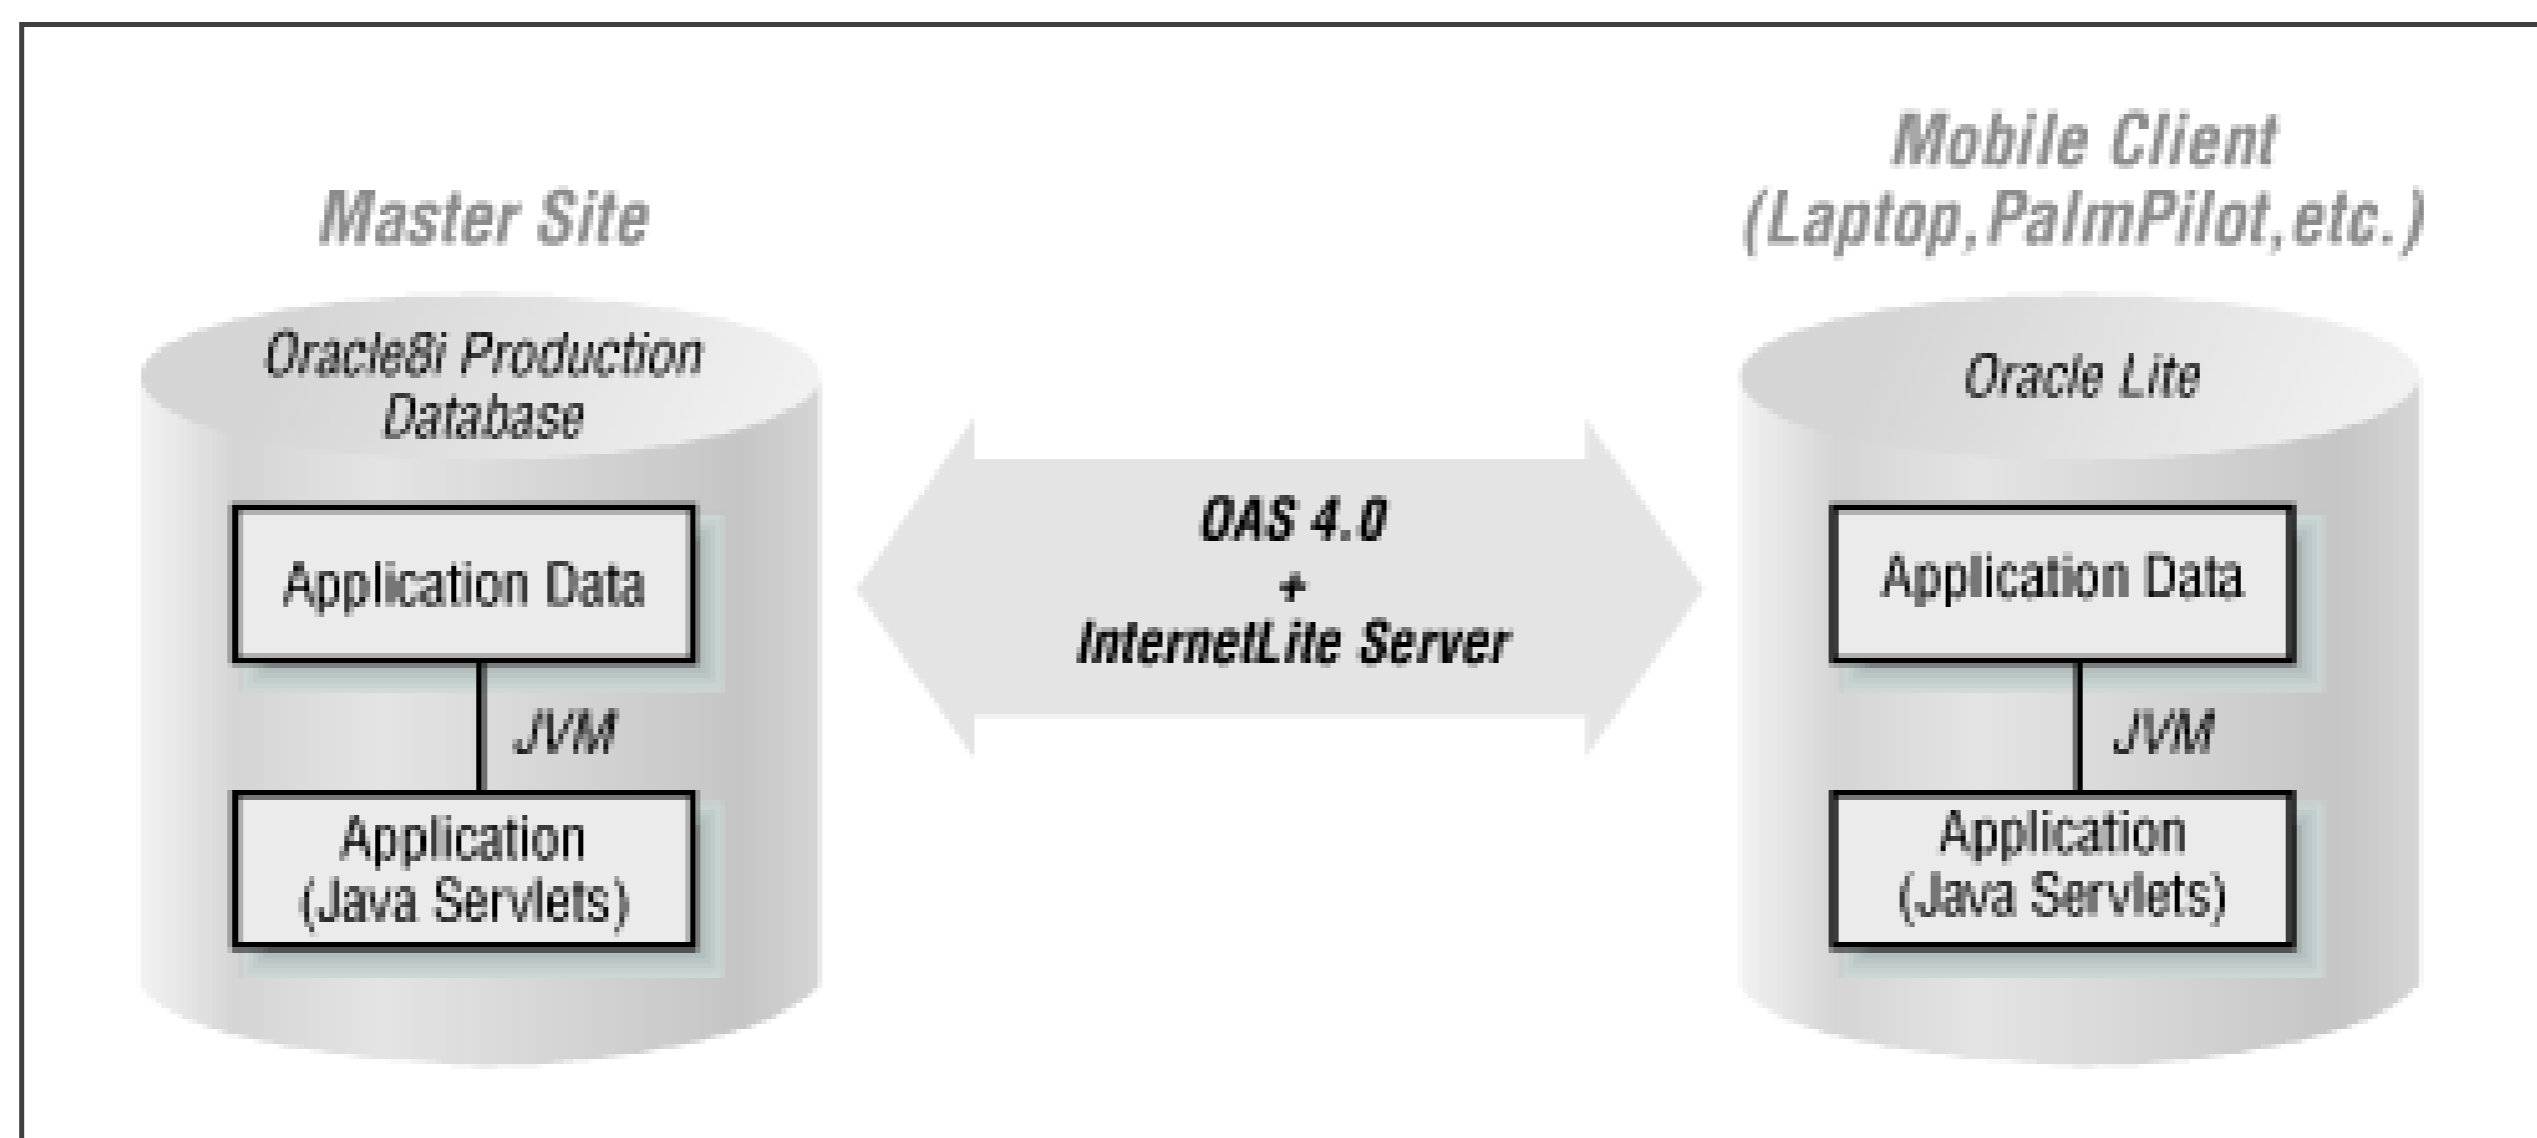 Master Site
Oracle8i Production
Database
Application Data
JVM
Application
(Java Servlets)
OAS 4.0
+
InternetLite Server
Mobile Client
(Laptop,PalmPilot,etc.)
Oracle Lite
Application Data
JVM
Application
(Java Servlets)